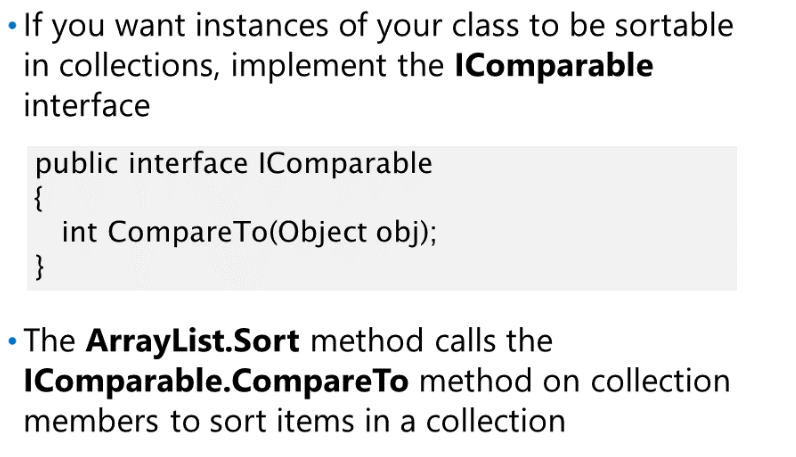 • If you want instances of your class to be sortable
in collections, implement the IComparable
interface
public interface IComparable
{
int CompareTo(Object obj);
}
• The ArrayList.Sort method calls the
IComparable.CompareTo method on collection
members to sort items in a collection